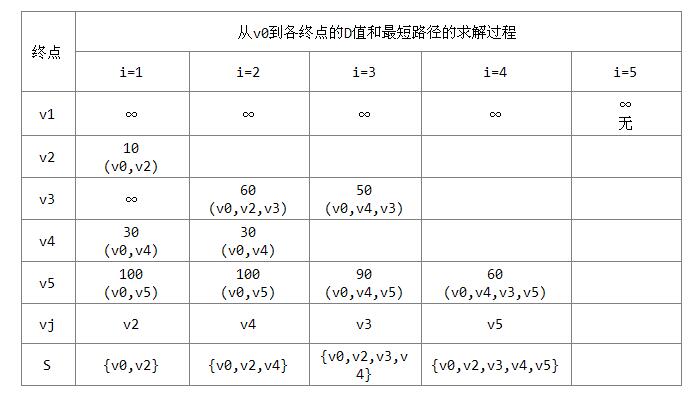 终点 从v0到各终点的D值和最短路径的求解过程
i=1 i=2 i=3 i=4 i=5
v1 ∞ ∞ ∞ ∞ ∞
无
v2 10
(v0,v2)
v3 ∞ 60 50
(v0,v2,v3) (v0,v4,v3)
v4 30 30
(v0,v4) (v0,v4)
v5 100 100 90 60
(v0,v5) (v0,v5) (v0,v4,v5) (v0,v4,v3,v5)
vj v2 v4 v3 v5
S {v0,v2} {v0,v2,v4} {v0,v2,v3,v {v0,v2,v3,v4,v5}
4}